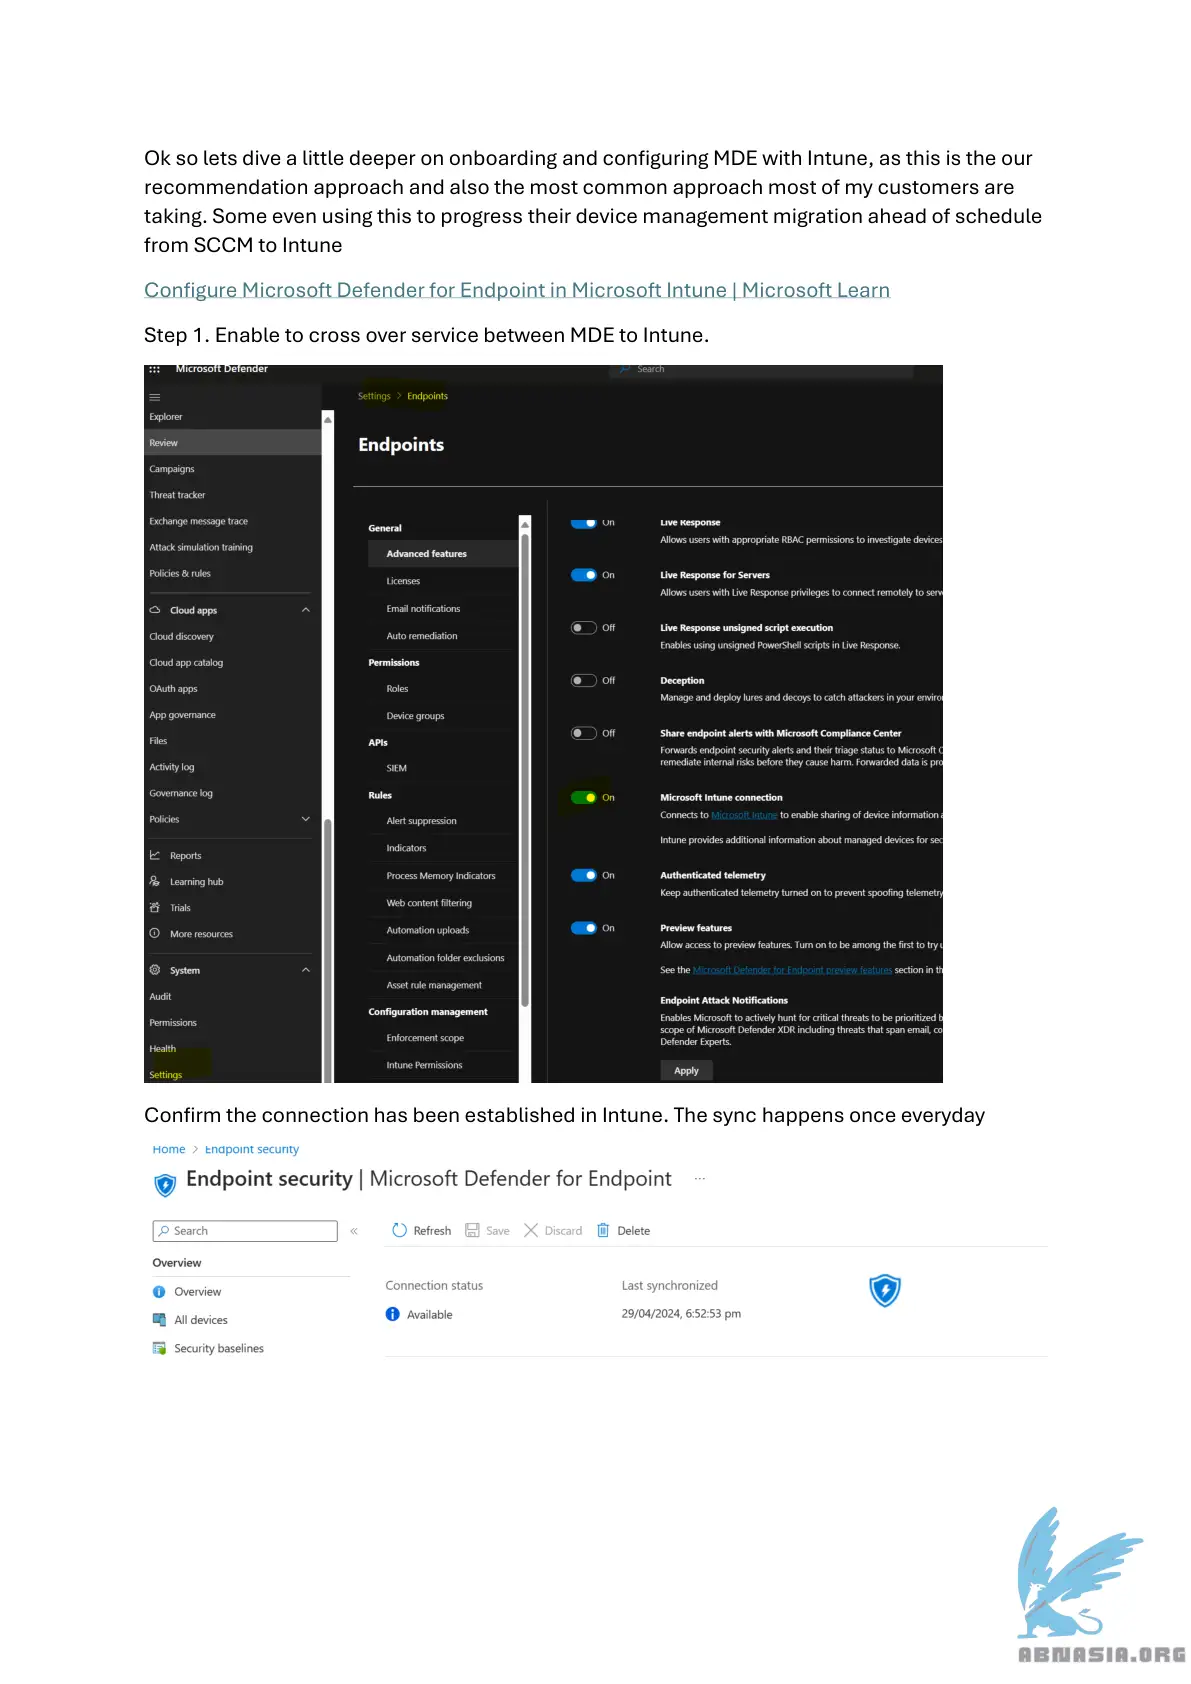 Ok so lets dive a little deeper on onboarding and configuring MDE with Intune, as this is the our
recommendation approach and also the most common approach most of my customers are
taking. Some even using this to progress their device management migration ahead of schedule
from SCCM to Intune
Configure Microsoft Defender for Endpoint in Microsoft Intune | Microsoft Learn
Step 1. Enable to cross over service between MDE to Intune.
Microsoft Defender
Search
Explorer
Review
Campaigns
Threat tracker
Exchange message trace
Attack simulation training
Policies & rules
Cloud apps
Cloud discovery
Cloud app catalog
OAuth apps
App governance
Files
Activity log
Governance log
Policies
Reports
Learning hub
Trials
More resources
System
Audit
Permissions
Health
Settings
Settings > Endpoints
Endpoints
General
Advanced features
Licenses
Email notifications
Auto remediation
Permissions
Roles
Device groups
APIs
SIEM
Rules
Alert suppression
Indicators
Process Memory Indicators
Web content filtering
Automation uploads
Automation folder exclusions
Asset rule management
Configuration management
Enforcement scope
Intune Permissions
On Live Response
Allows users with appropriate RBAC permissions to investigate devices
On Live Response for Servers
Allows users with Live Response privileges to connect remotely to serv
Off Live Response unsigned script execution
Enables using unsigned PowerShell scripts in Live Response.
Off Deception
Manage and deploy lures and decoys to catch attackers in your enviro
Off Share endpoint alerts with Microsoft Compliance Center
Forwards endpoint security alerts and their triage status to Microsoft C
remediate internal risks before they cause harm. Forwarded data is pro
On Microsoft Intune connection
Connects to Microsoft Intune to enable sharing of device information a
Intune provides additional information about managed devices for sec
On Authenticated telemetry
Keep authenticated telemetry turned on to prevent spoofing telemetry
On Preview features
Allow access to preview features. Turn on to be among the first to try u
See the Microsoft Defender for Endpoint preview features section in th
Endpoint Attack Notifications
Enables Microsoft to actively hunt for critical threats to be prioritized b
scope of Microsoft Defender XDR including threats that span email, co
Defender Experts.
Apply
Confirm the connection has been established in Intune. The sync happens once everyday
Home > Endpoint security
Endpoint security | Microsoft Defender for Endpoint ...
Search «
Refresh Save Discard Delete
Overview
Overview
All devices
Security baselines
Connection status
Available
Last synchronized
29/04/2024, 6:52:53 pm
ABNASIA.ORG